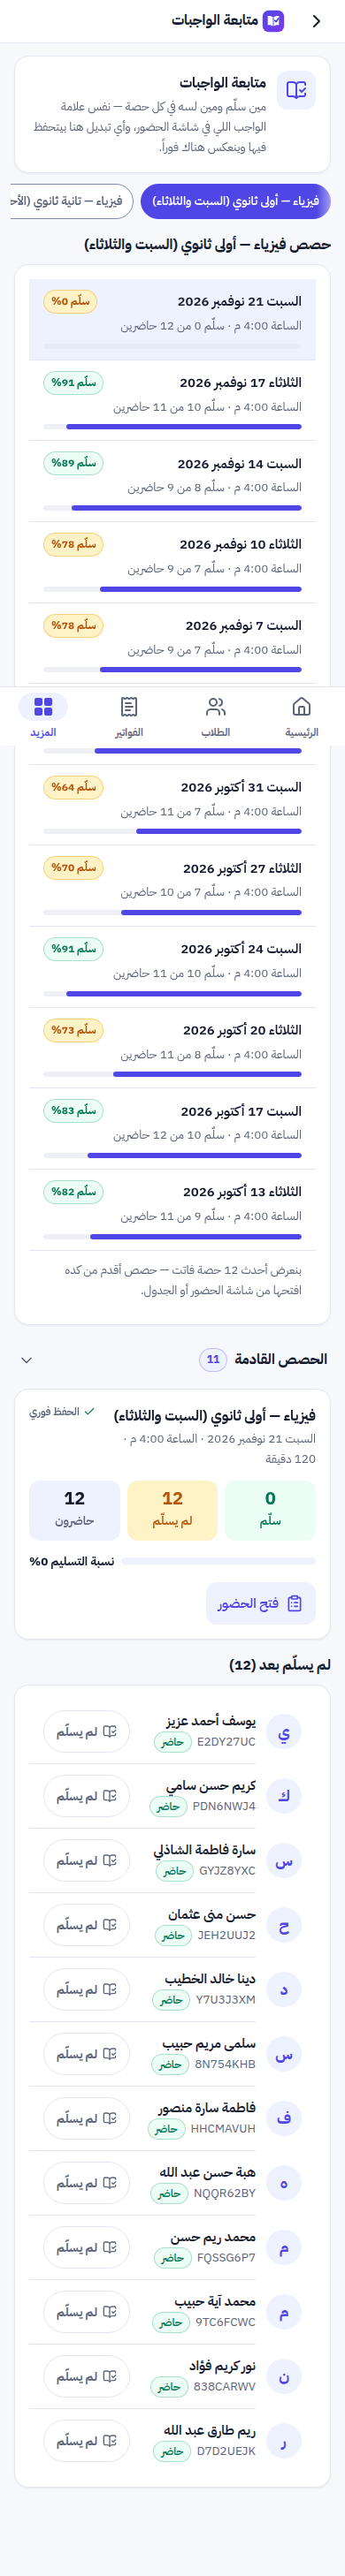 متابعة الواجبات
متابعة الواجبات
مين سلّم ومين لسه في كل حصة — نفس علامة
الواجب اللي في شاشة الحضور، وأي تبديل هنا بيتحفظ
فيها وينعكس هناك فوراً.
فيزياء — أولى ثانوي (السبت والثلاثاء)
فيزياء — تانية ثانوي (الأح
حصص فيزياء — أولى ثانوي (السبت والثلاثاء)
السبت 21 نوفمبر 2026
سلّم 0%
الساعة 4:00 م · سلّم 0 من 12 حاضرين
الثلاثاء 17 نوفمبر 2026
سلّم 91%
الساعة 4:00 م · سلّم 10 من 11 حاضرين
السبت 14 نوفمبر 2026
سلّم 89%
الساعة 4:00 م · سلّم 8 من 9 حاضرين
الثلاثاء 10 نوفمبر 2026
سلّم 78%
الساعة 4:00 م · سلّم 7 من 9 حاضرين
السبت 7 نوفمبر 2026
سلّم 78%
الساعة 4:00 م · سلّم 7 من 9 حاضرين
الرئيسية
الطلاب
الفواتير
المزيد
السبت 31 أكتوبر 2026
سلّم 64%
الساعة 4:00 م · سلّم 7 من 11 حاضرين
الثلاثاء 27 أكتوبر 2026
سلّم 70%
الساعة 4:00 م · سلّم 7 من 10 حاضرين
السبت 24 أكتوبر 2026
سلّم 91%
الساعة 4:00 م · سلّم 10 من 11 حاضرين
الثلاثاء 20 أكتوبر 2026
سلّم 73%
الساعة 4:00 م · سلّم 8 من 11 حاضرين
السبت 17 أكتوبر 2026
سلّم 83%
الساعة 4:00 م · سلّم 10 من 12 حاضرين
الثلاثاء 13 أكتوبر 2026
سلّم 82%
الساعة 4:00 م · سلّم 9 من 11 حاضرين
بنعرض أحدث 12 حصة فاتت — حصص أقدم من كده
افتحها من شاشة الحضور أو الجدول.
الحصص القادمة
11
فيزياء — أولى ثانوي (السبت والثلاثاء)
الحفظ فوري
السبت 21 نوفمبر 2026 · الساعة 4:00 م ·
120 دقيقة
0
سلّم
12
لم يسلّم
12
حاضرون
نسبة التسليم 0%
فتح الحضور
لم يسلّم بعد (12)
ي
يوسف أحمد عزيز
E2DY27UC
حاضر
لم يسلّم
ك
كريم حسن سامي
PDN6NWJ4
حاضر
لم يسلّم
س
سارة فاطمة الشاذلي
GYJZ8YXC
حاضر
لم يسلّم
ح
حسن منى عثمان
JEH2UUJ2
حاضر
لم يسلّم
د
دينا خالد الخطيب
Y7U3J3XM
حاضر
لم يسلّم
س
سلمى مريم حبيب
8N754KHB
حاضر
لم يسلّم
ف
فاطمة سارة منصور
HHCMAVUH
حاضر
لم يسلّم
ه
هبة حسن عبد الله
NQQR62BY
حاضر
لم يسلّم
م
محمد ريم حسن
FQSSG6P7
حاضر
لم يسلّم
م
محمد آية حبيب
9TC6FCWC
حاضر
لم يسلّم
ن
نور كريم فؤاد
838CARWV
حاضر
لم يسلّم
ر
ريم طارق عبد الله
D7D2UEJK
حاضر
لم يسلّم